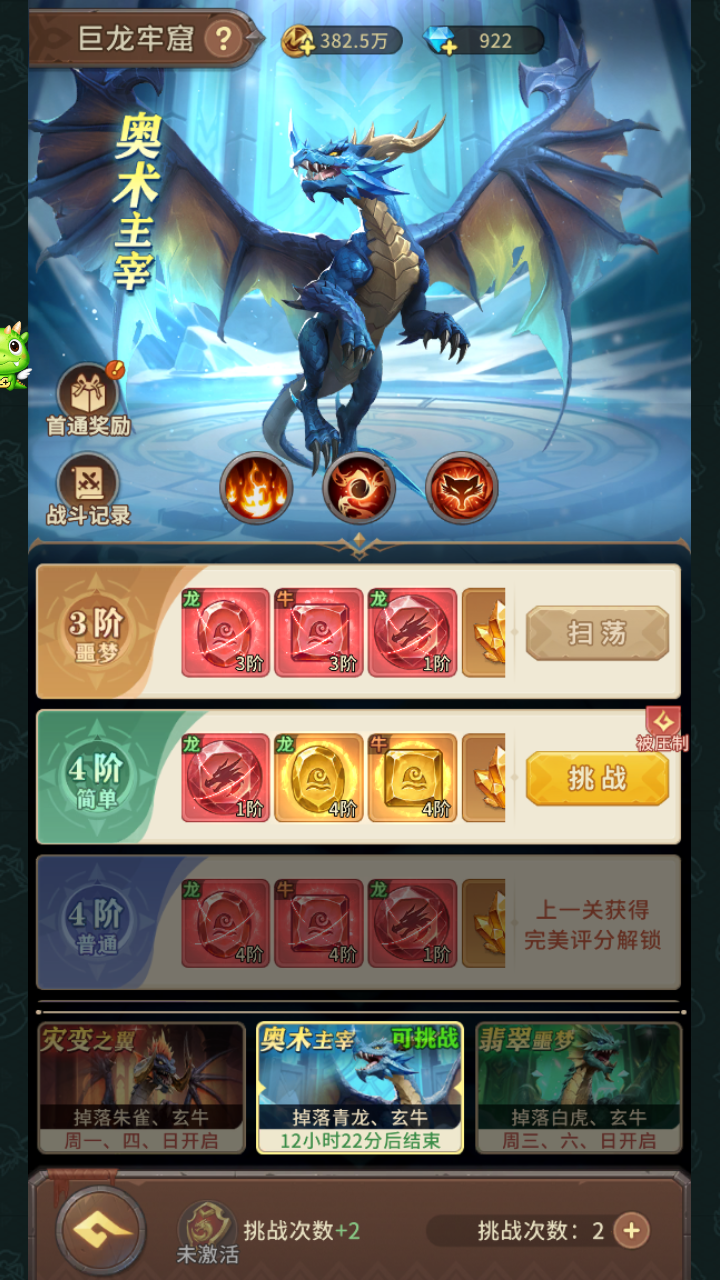 巨龙牢窟
?
382.5万
922
奥术主宰
首通奖励
战斗记录
3阶
噩梦
龙
3阶
牛
3阶
龙
1阶
扫荡
4阶
简单
龙
1阶
龙
4阶
牛
4阶
被压制
挑战
4阶
普通
龙
4阶
牛
4阶
龙
1阶
上一关获得
完美评分解锁
灾变之翼
掉落朱雀、玄牛
周一、四、日开启
奥术主宰
可挑战
掉落青龙、玄牛
12小时22分后结束
翡翠噩梦
掉落白虎、玄牛
周三、六、日开启
未激活
挑战次数+2
挑战次数：2